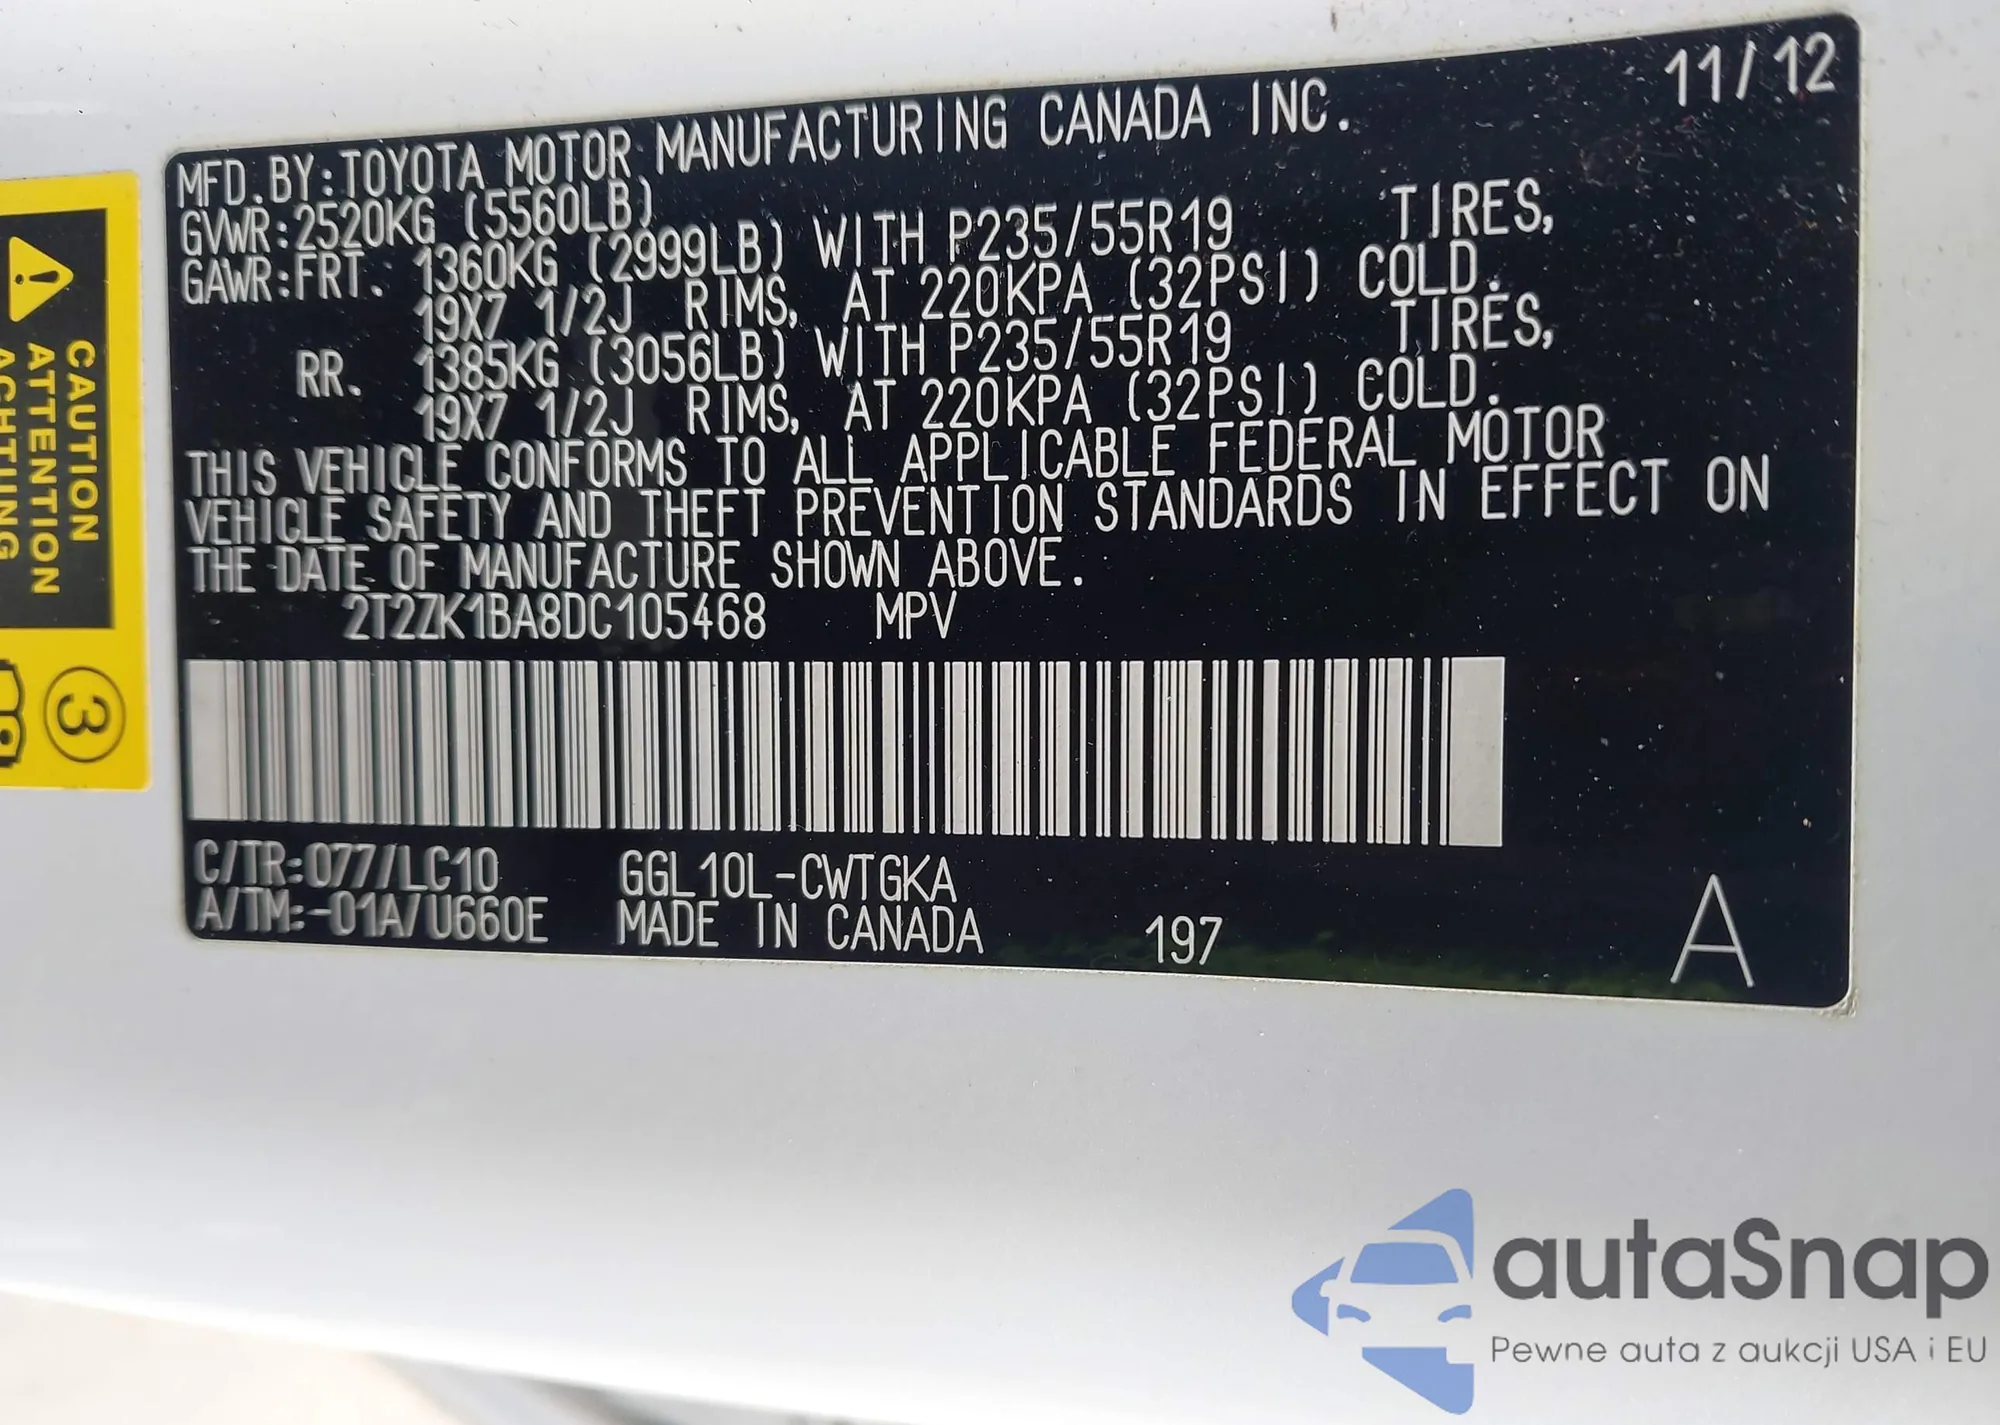 11/12
MFD.BY:TOYOTA MOTOR MANUFACTURING CANADA INC.
GVWR:2520KG (5560LB)
GAWR:FRT. 1360KG (2999LB) WITH P235/55R19 TIRES,
19X7 1/2J RIMS, AT 220KPA (32PSI) COLD.
RR. 1385KG (3056LB) WITH P235/55R19 TIRES,
19X7 1/2J RIMS, AT 220KPA (32PSI) COLD.
THIS VEHICLE CONFORMS TO ALL APPLICABLE FEDERAL MOTOR
VEHICLE SAFETY AND THEFT PREVENTION STANDARDS IN EFFECT ON
THE DATE OF MANUFACTURE SHOWN ABOVE.
2T2ZK1BA8DC105468 MPV
C/TR:077/LC10 GGL10L-CWTGKA
A/TM:-01A/U660E MADE IN CANADA 197 A
CAUTION
ATTENTION
ACHTUNG
3
autaSnap
Pewne auta z aukcji USA i EU